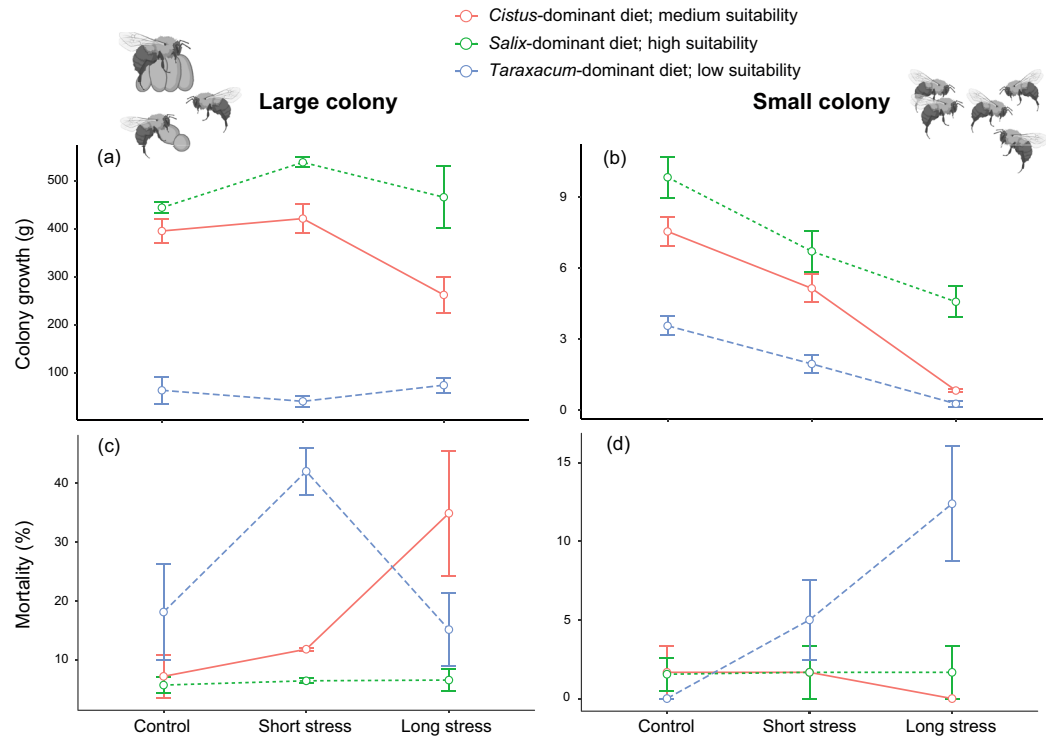 Cistus-dominant diet; medium suitability
Salix-dominant diet; high suitability
Taraxacum-dominant diet; low suitability
Large colony
Small colony
(a)
(b)
Colony growth (g)
500
400
300
200
100
9
6
3
0
(c)
(d)
Mortality (%)
40
30
20
10
15
10
5
0
Control
Short stress
Long stress
Control
Short stress
Long stress